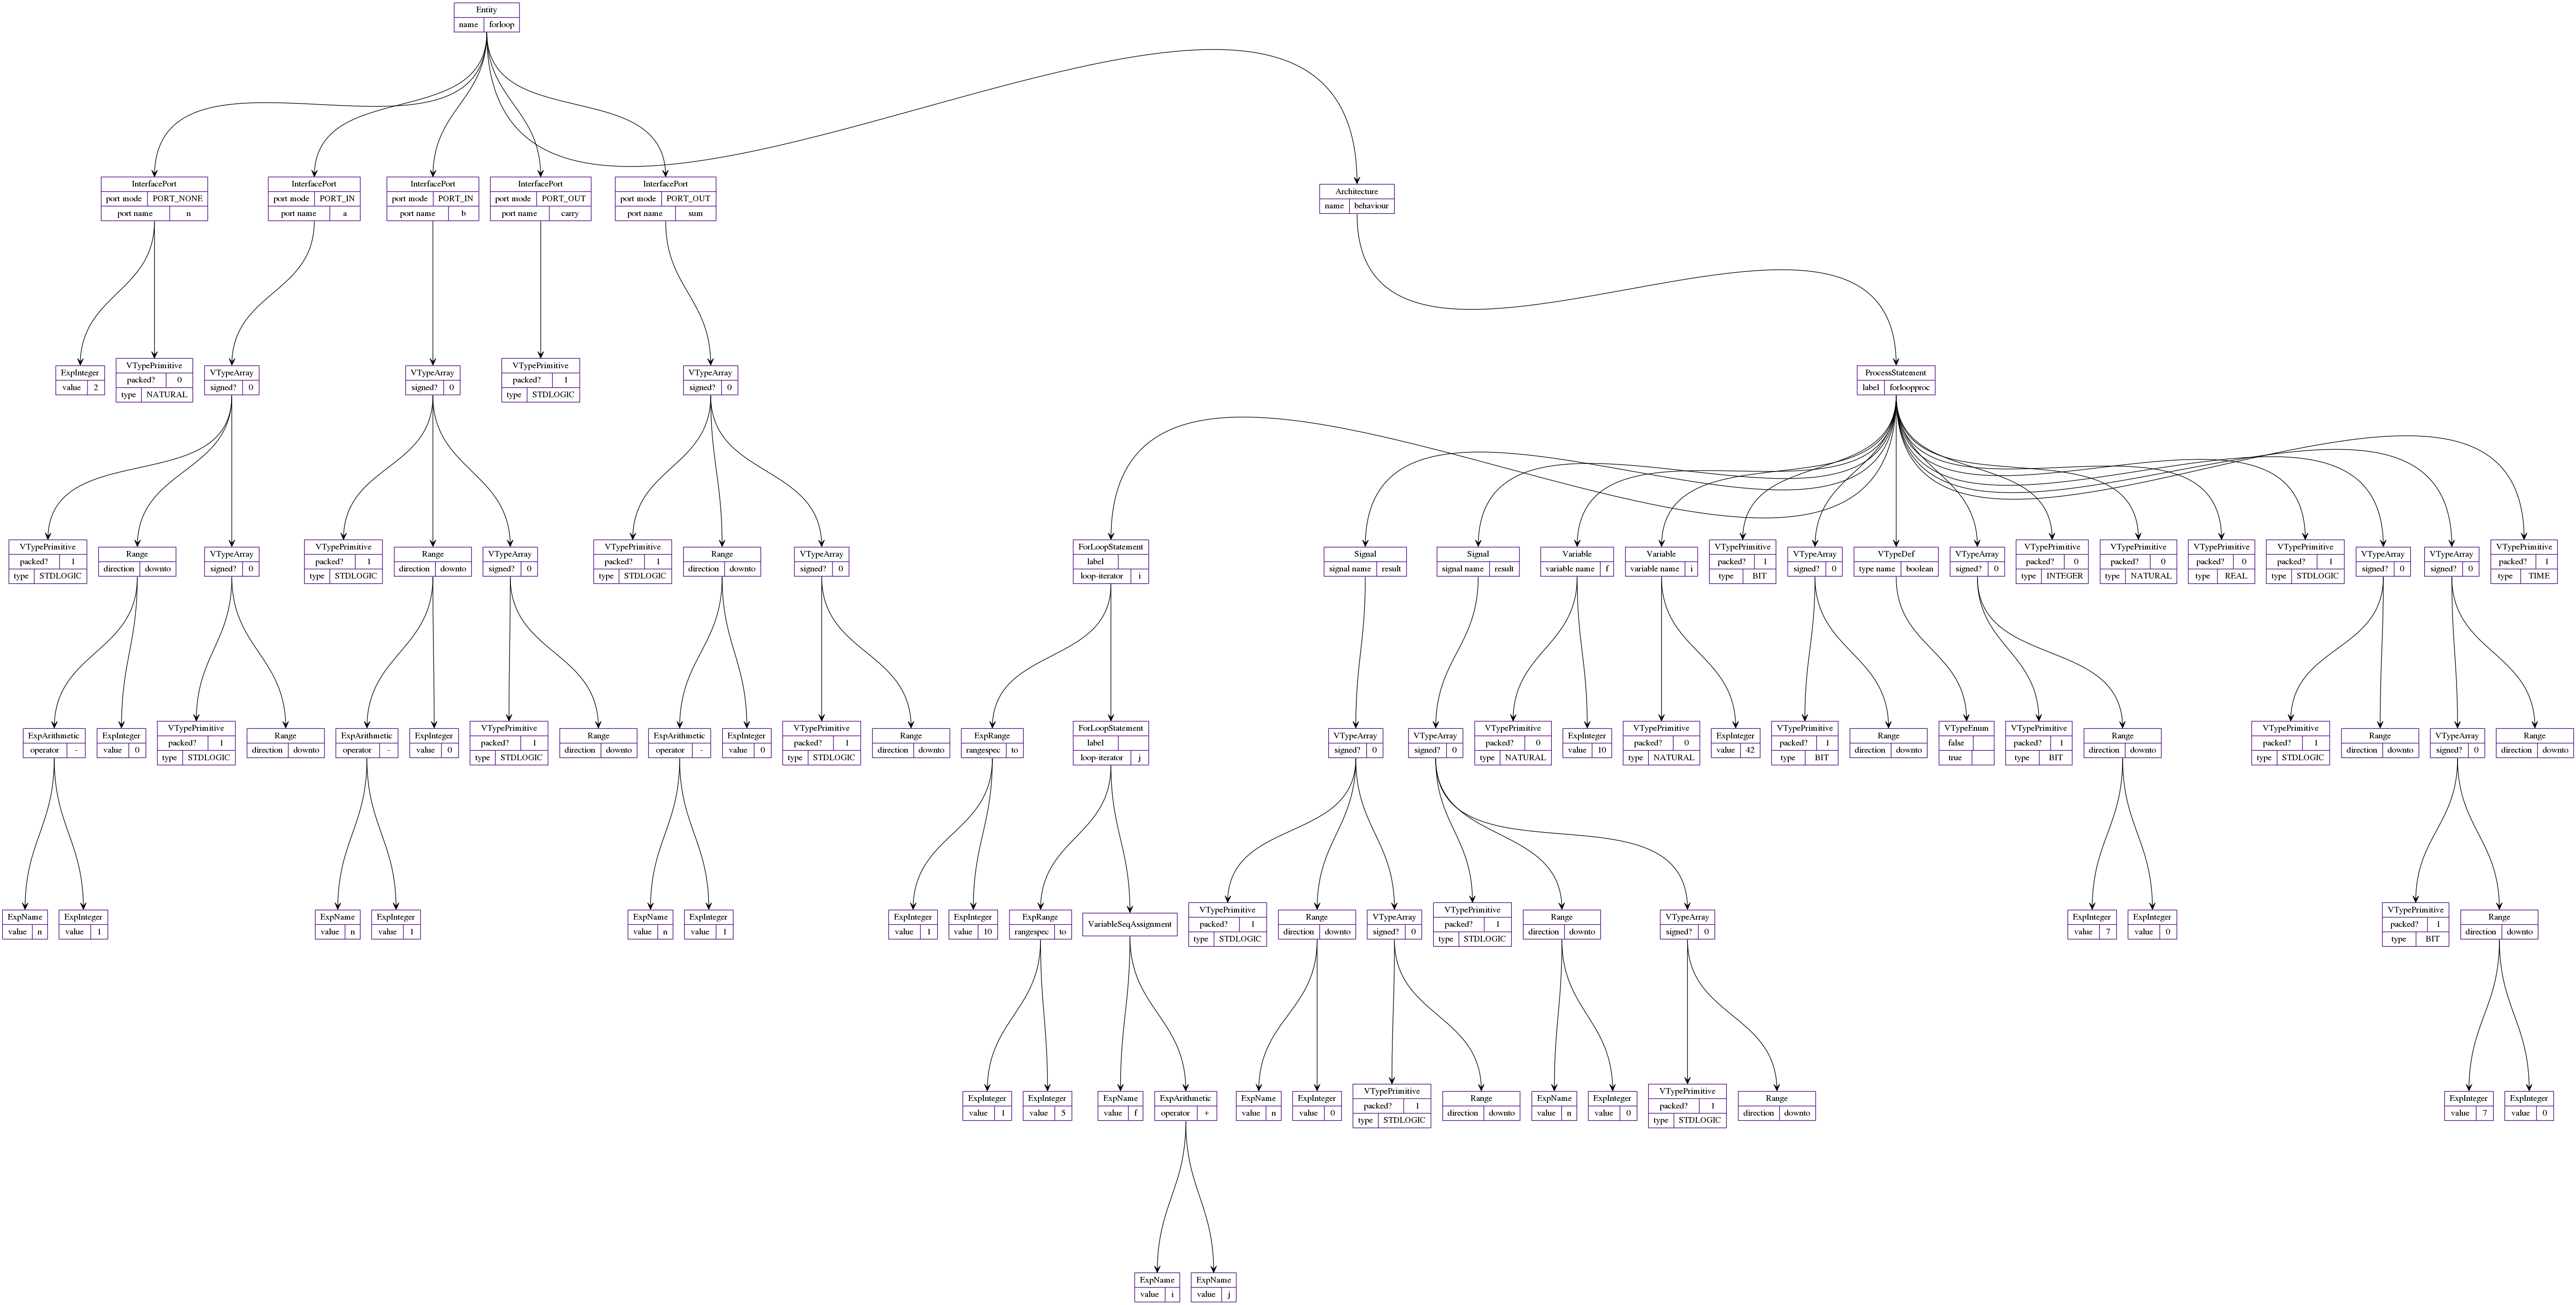 Entity
name forloop
InterfacePort
port mode PORT_NONE
port name n
InterfacePort
port mode PORT_IN
port name a
InterfacePort
port mode PORT_IN
port name b
InterfacePort
port mode PORT_OUT
port name carry
InterfacePort
port mode PORT_OUT
port name sum
Architecture
name behaviour
ExpInteger
value 2
VTypePrimitive
packed? 0
type NATURAL
VTypeArray
signed? 0
VTypeArray
signed? 0
VTypePrimitive
packed? 1
type STDLOGIC
VTypeArray
signed? 0
ProcessStatement
label forloopproc
VTypePrimitive
packed? 1
type STDLOGIC
Range
direction downto
VTypeArray
signed? 0
VTypePrimitive
packed? 1
type STDLOGIC
Range
direction downto
VTypeArray
signed? 0
VTypePrimitive
packed? 1
type STDLOGIC
Range
direction downto
VTypeArray
signed? 0
ForLoopStatement
label
loop-iterator i
Signal
signal name result
Signal
signal name result
Variable
variable name f
Variable
variable name i
VTypePrimitive
packed? 1
type BIT
VTypeArray
signed? 0
VTypeDef
type name boolean
VTypeArray
signed? 0
VTypePrimitive
packed? 0
type INTEGER
VTypePrimitive
packed? 0
type NATURAL
VTypePrimitive
packed? 0
type REAL
VTypePrimitive
packed? 1
type STDLOGIC
VTypeArray
signed? 0
VTypeArray
signed? 0
VTypePrimitive
packed? 1
type TIME
ExpArithmetic
operator -
ExpInteger
value 0
VTypePrimitive
packed? 1
type STDLOGIC
Range
direction downto
ExpArithmetic
operator -
ExpInteger
value 0
VTypePrimitive
packed? 1
type STDLOGIC
Range
direction downto
ExpArithmetic
operator -
ExpInteger
value 0
VTypePrimitive
packed? 1
type STDLOGIC
Range
direction downto
ExpRange
rangespec to
ForLoopStatement
label
loop-iterator j
VTypeArray
signed? 0
VTypeArray
signed? 0
VTypePrimitive
packed? 0
type NATURAL
ExpInteger
value 10
VTypePrimitive
packed? 0
type NATURAL
ExpInteger
value 42
VTypePrimitive
packed? 1
type BIT
Range
direction downto
VTypeEnum
false
true
VTypePrimitive
packed? 1
type BIT
Range
direction downto
VTypePrimitive
packed? 1
type STDLOGIC
Range
direction downto
VTypeArray
signed? 0
Range
direction downto
ExpName
value n
ExpInteger
value 1
ExpName
value n
ExpInteger
value 1
ExpName
value n
ExpInteger
value 1
ExpInteger
value 1
ExpInteger
value 10
ExpRange
rangespec to
VariableSeqAssignment
VTypePrimitive
packed? 1
type STDLOGIC
Range
direction downto
VTypeArray
signed? 0
VTypePrimitive
packed? 1
type STDLOGIC
Range
direction downto
VTypeArray
signed? 0
ExpInteger
value 7
ExpInteger
value 0
VTypePrimitive
packed? 1
type BIT
Range
direction downto
ExpInteger
value 1
ExpInteger
value 5
ExpName
value f
ExpArithmetic
operator +
ExpName
value n
ExpInteger
value 0
VTypePrimitive
packed? 1
type STDLOGIC
Range
direction downto
ExpName
value n
ExpInteger
value 0
VTypePrimitive
packed? 1
type STDLOGIC
Range
direction downto
ExpInteger
value 7
ExpInteger
value 0
ExpName
value i
ExpName
value j